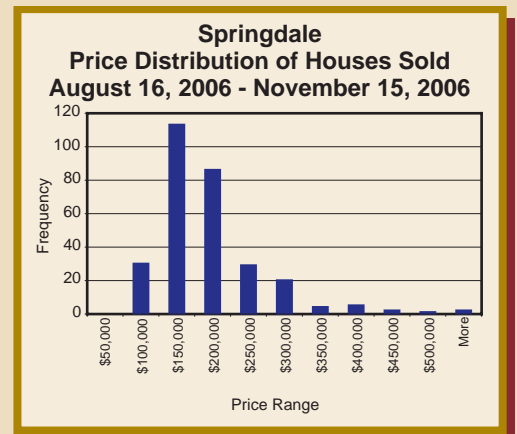 Springdale
Price Distribution of Houses Sold
August 16, 2006 - November 15, 2006
120
100
80
60
40
20
0
Frequency
$50,000
$100,000
$150,000
$200,000
$250,000
$300,000
$350,000
$400,000
$450,000
$500,000
More
Price Range